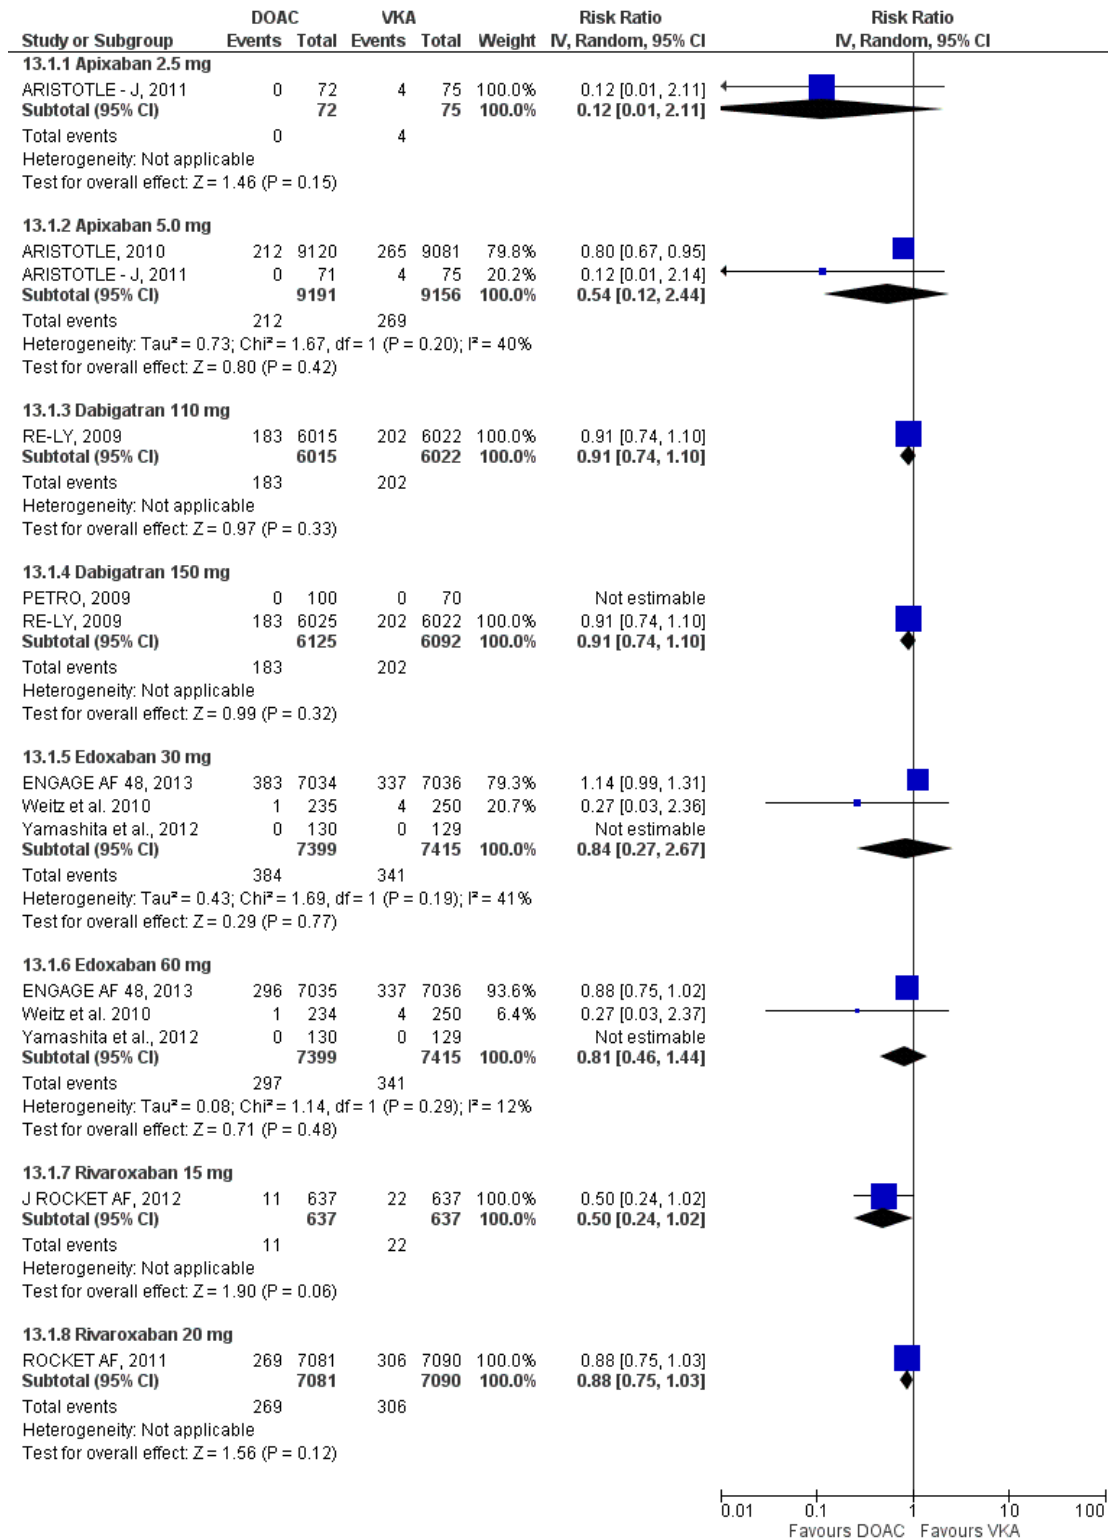 DOAC VKA Risk Ratio Risk Ratio
Study or Subgroup Events Total Events Total Weight IV, Random, 95% CI IV, Random, 95% CI
13.1.1 Apixaban 2.5 mg
ARISTOTLE - J, 2011 0 72 4 75 100.0% 0.12 [0.01, 2.11]
Subtotal (95% CI) 72 75 100.0% 0.12 [0.01, 2.11]
Total events 0 4
Heterogeneity: Not applicable
Test for overall effect: Z = 1.46 (P = 0.15)
13.1.2 Apixaban 5.0 mg
ARISTOTLE, 2010 212 9120 265 9081 79.8% 0.80 [0.67, 0.95]
ARISTOTLE - J, 2011 0 71 4 75 20.2% 0.12 [0.01, 2.14]
Subtotal (95% CI) 9191 9156 100.0% 0.54 [0.12, 2.44]
Total events 212 269
Heterogeneity: Tau² = 0.73; Chi² = 1.67, df = 1 (P = 0.20); I² = 40%
Test for overall effect: Z = 0.80 (P = 0.42)
13.1.3 Dabigatran 110 mg
RE-LY, 2009 183 6015 202 6022 100.0% 0.91 [0.74, 1.10]
Subtotal (95% CI) 6015 6022 100.0% 0.91 [0.74, 1.10]
Total events 183 202
Heterogeneity: Not applicable
Test for overall effect: Z = 0.97 (P = 0.33)
13.1.4 Dabigatran 150 mg
PETRO, 2009 0 100 0 70 Not estimable
RE-LY, 2009 183 6025 202 6022 100.0% 0.91 [0.74, 1.10]
Subtotal (95% CI) 6125 6092 100.0% 0.91 [0.74, 1.10]
Total events 183 202
Heterogeneity: Not applicable
Test for overall effect: Z = 0.99 (P = 0.32)
13.1.5 Edoxaban 30 mg
ENGAGE AF 48, 2013 383 7034 337 7036 79.3% 1.14 [0.99, 1.31]
Weitz et al. 2010 1 235 4 250 20.7% 0.27 [0.03, 2.36]
Yamashita et al., 2012 0 130 0 129 Not estimable
Subtotal (95% CI) 7399 7415 100.0% 0.84 [0.27, 2.67]
Total events 384 341
Heterogeneity: Tau² = 0.43; Chi² = 1.69, df = 1 (P = 0.19); I² = 41%
Test for overall effect: Z = 0.29 (P = 0.77)
13.1.6 Edoxaban 60 mg
ENGAGE AF 48, 2013 296 7035 337 7036 93.6% 0.88 [0.75, 1.02]
Weitz et al. 2010 1 234 4 250 6.4% 0.27 [0.03, 2.37]
Yamashita et al., 2012 0 130 0 129 Not estimable
Subtotal (95% CI) 7399 7415 100.0% 0.81 [0.46, 1.44]
Total events 297 341
Heterogeneity: Tau² = 0.08; Chi² = 1.14, df = 1 (P = 0.29); I² = 12%
Test for overall effect: Z = 0.71 (P = 0.48)
13.1.7 Rivaroxaban 15 mg
J ROCKET AF, 2012 11 637 22 637 100.0% 0.50 [0.24, 1.02]
Subtotal (95% CI) 637 637 100.0% 0.50 [0.24, 1.02]
Total events 11 22
Heterogeneity: Not applicable
Test for overall effect: Z = 1.90 (P = 0.06)
13.1.8 Rivaroxaban 20 mg
ROCKET AF, 2011 269 7081 306 7090 100.0% 0.88 [0.75, 1.03]
Subtotal (95% CI) 7081 7090 100.0% 0.88 [0.75, 1.03]
Total events 269 306
Heterogeneity: Not applicable
Test for overall effect: Z = 1.56 (P = 0.12)
0.01 0.1 1 10 100
Favours DOAC Favours VKA